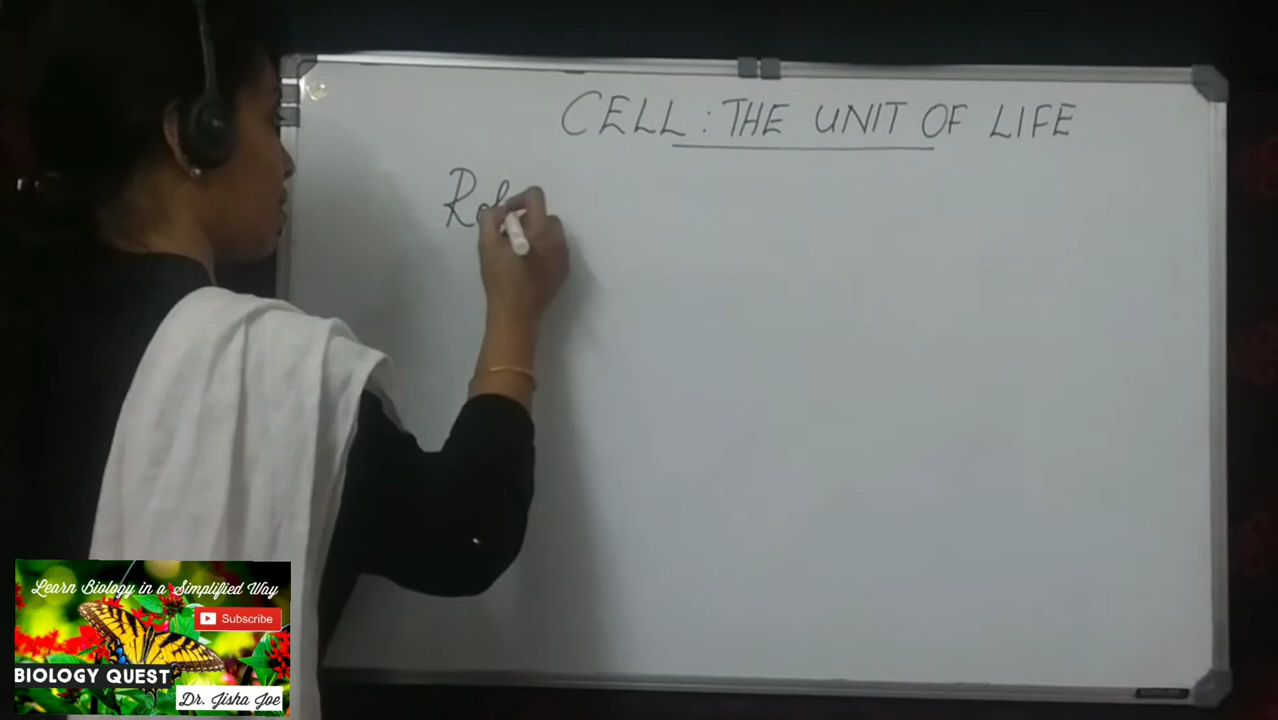 CELL : THE UNIT OF LIFE
Learn Biology in a Simplified Way
Subscribe
BIOLOGY QUEST
Dr. Jisha Joe